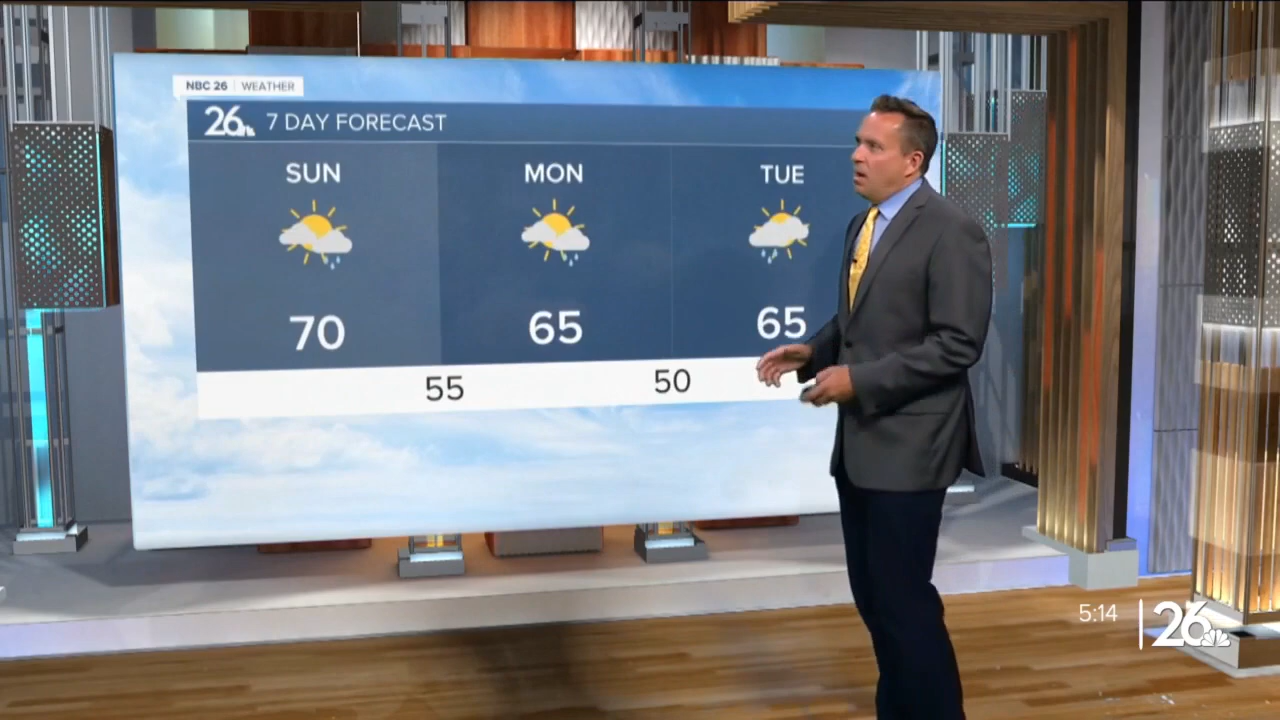 NBC 26 | WEATHER
26 7 DAY FORECAST
SUN MON TUE
70 65 65
55 50
5:14 | 26